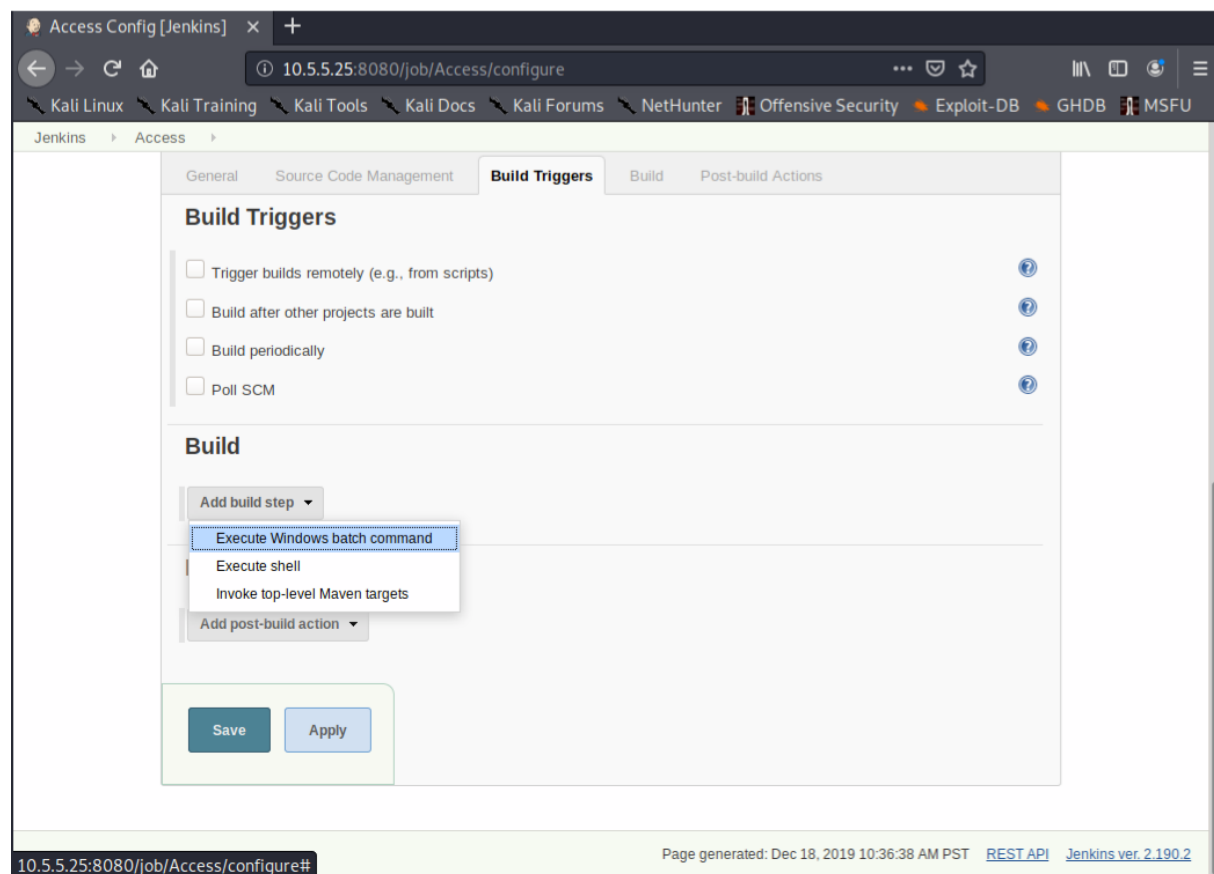 Access Config [Jenkins]
10.5.5.25:8080/job/Access/configure
Kali Linux Kali Training Kali Tools Kali Docs Kali Forums NetHunter Offensive Security Exploit-DB GHDB MSFU
Jenkins Access
General Source Code Management Build Triggers Build Post-build Actions
Build Triggers
Trigger builds remotely (e.g., from scripts)
Build after other projects are built
Build periodically
Poll SCM
Build
Add build step
Execute Windows batch command
Execute shell
Invoke top-level Maven targets
Add post-build action
Save Apply
Page generated: Dec 18, 2019 10:36:38 AM PST REST API Jenkins ver. 2.190.2
10.5.5.25:8080/job/Access/configure#